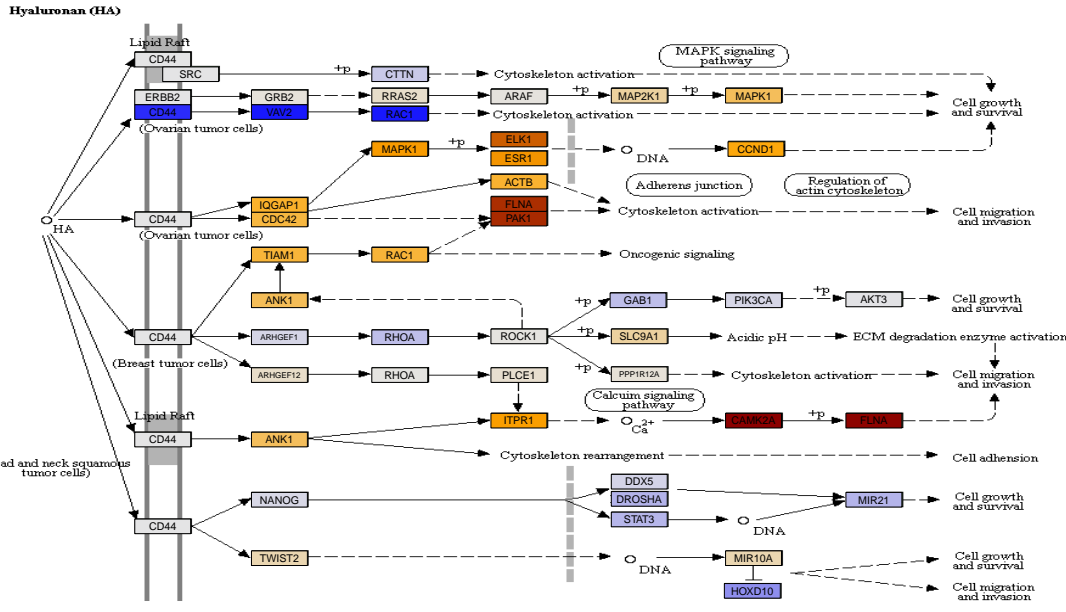 Hyaluronan (HA)
Lipid Raft
CD44
SRC
+p
CTTN
Cytoskeleton activation
MAPK signaling
pathway
ERBB2
GRB2
RRAS2
ARAF
+p
MAP2K1
+p
MAPK1
Cell growth
and survival
CD44
VAV2
RAC1
Cytoskeleton activation
(Ovarian tumor cells)
MAPK1
+p
ELK1
ESR1
DNA
CCND1
ACTB
Adherens junction
Regulation of
actin cytoskeleton
HA
CD44
IQGAP1
CDC42
FLNA
PAK1
Cytoskeleton activation
Cell migration
and invasion
(Ovarian tumor cells)
TIAM1
RAC1
Oncogenic signaling
ANK1
+p
GAB1
PIK3CA
+p
AKT3
Cell growth
and survival
CD44
ARHGEF1
RHOA
ROCK1
+p
SLC9A1
Acidic pH
ECM degradation enzyme activation
(Breast tumor cells)
ARHGEF12
RHOA
PLCE1
+p
PPP1R12A
Cytoskeleton activation
Cell migration
and invasion
Lipid Raft
Calcuim signaling
pathway
ITPR1
Ca2+
CAMK2A
+p
FLNA
CD44
ANK1
Cytoskeleton rearrangement
Cell adhension
ad and neck squamous
tumor cells)
NANOG
DDX5
DROSHA
MIR21
Cell growth
and survival
STAT3
DNA
CD44
TWIST2
DNA
MIR10A
Cell growth
and survival
HOXD10
Cell migration
and invasion